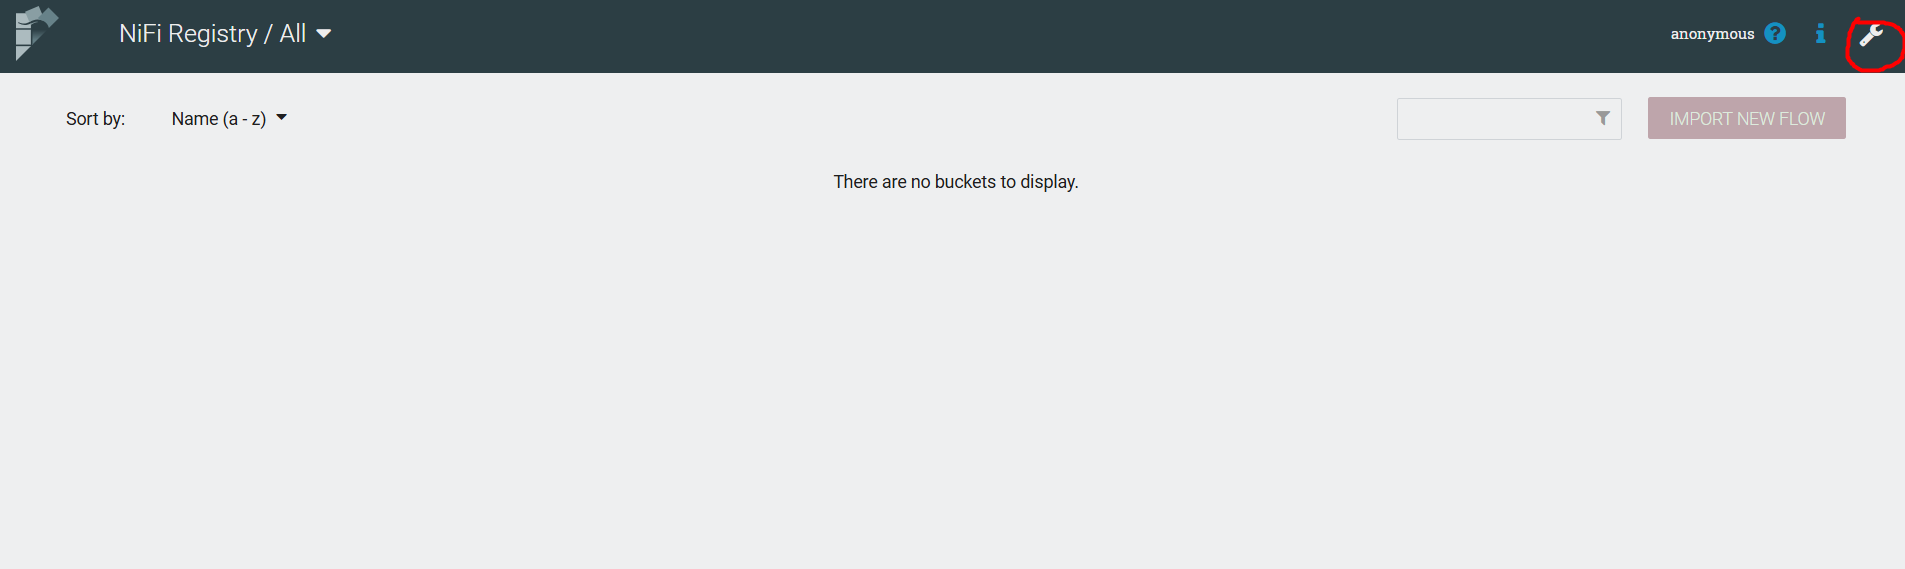 NiFi Registry / All
anonymous
Sort by:
Name (a - z)
IMPORT NEW FLOW
There are no buckets to display.